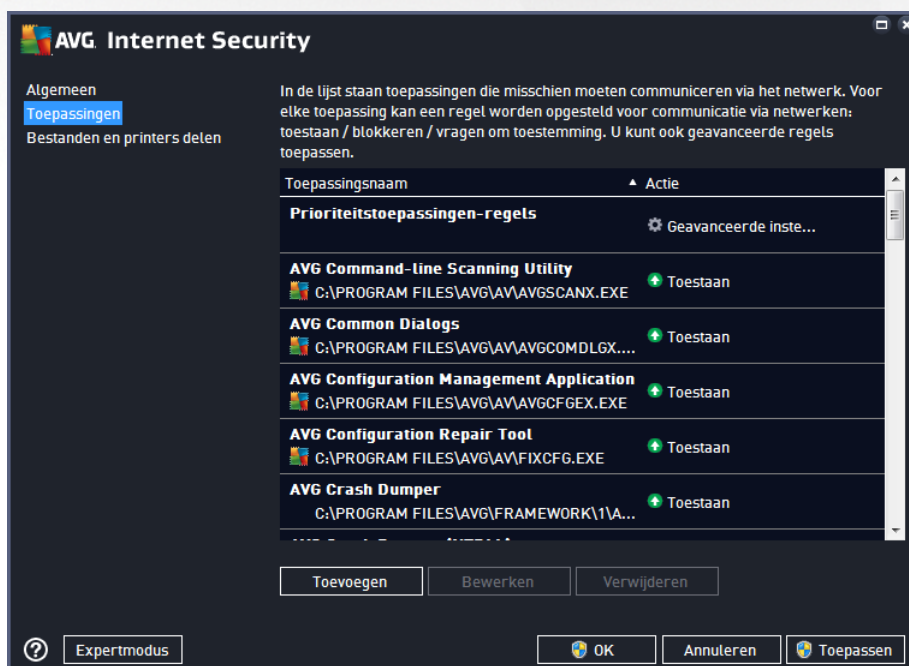 AVG Internet Security
Algemeen
Toepassingen
Bestanden en printers delen
In de lijst staan toepassingen die misschien moeten communiceren via het netwerk. Voor
elke toepassing kan een regel worden opgesteld voor communicatie via netwerken:
toestaan / blokkeren / vragen om toestemming. U kunt ook geavanceerde regels
toepassen.
Toepassingsnaam Actie
Prioriteitstoepassingen-regels
Geavanceerde inste...
AVG Command-line Scanning Utility
C:\PROGRAM FILES\AVG\AV\AVGSCANX.EXE
Toestaan
AVG Common Dialogs
C:\PROGRAM FILES\AVG\AV\AVGCOMDLGX....
Toestaan
AVG Configuration Management Application
C:\PROGRAM FILES\AVG\AV\AVGCFGEX.EXE
Toestaan
AVG Configuration Repair Tool
C:\PROGRAM FILES\AVG\AV\FIXCFG.EXE
Toestaan
AVG Crash Dumper
C:\PROGRAM FILES\AVG\FRAMEWORK\1\A...
Toestaan
Toevoegen Bewerken Verwijderen
? Expertmodus OK Annuleren Toepassen